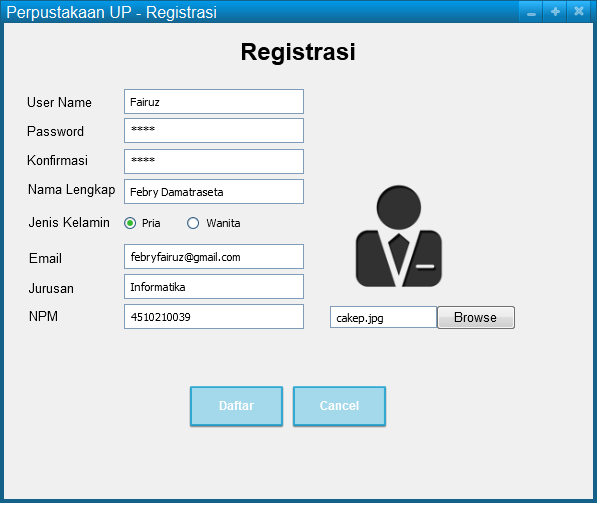 Perpustakaan UP - Registrasi
Registrasi
User Name Fairuz
Password ****
Konfirmasi ****
Nama Lengkap Febry Damatraseta
Jenis Kelamin Pria Wanita
Email febryfairuz@gmail.com
Jurusan Informatika
NPM 4510210039
cakep.jpg Browse
Daftar Cancel